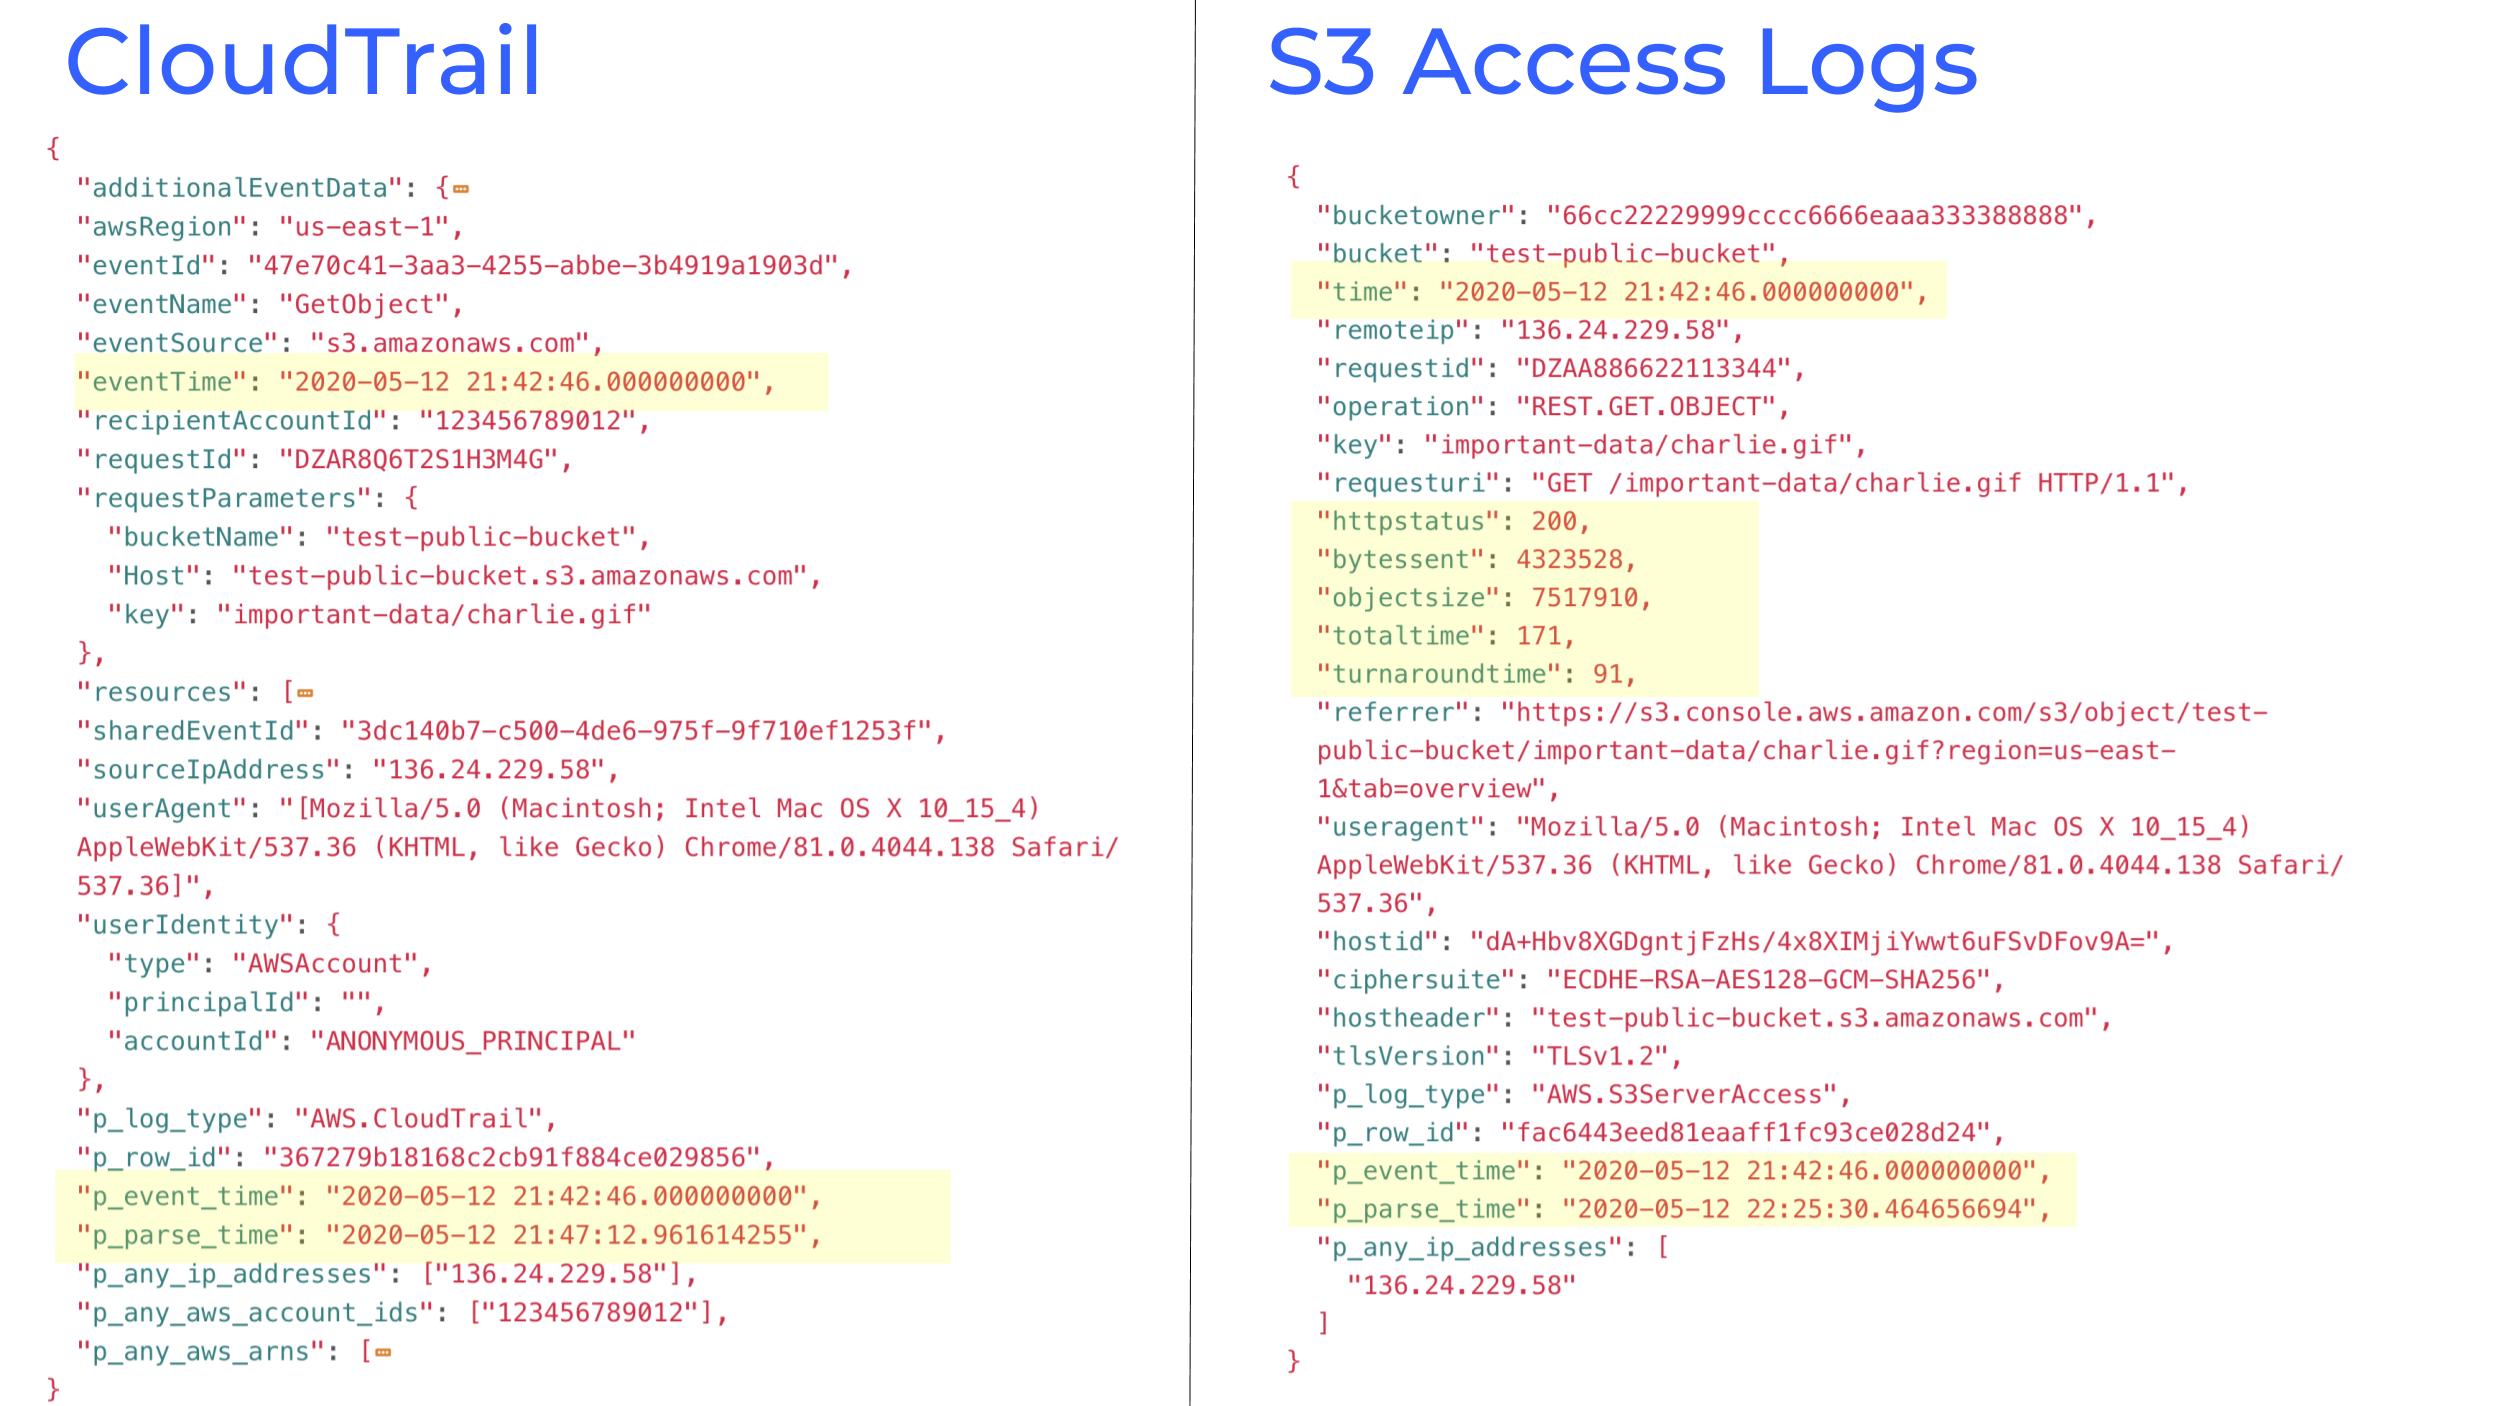 CloudTrail
{
"additionalEventData": {
"awsRegion": "us-east-1",
"eventId": "47e70c41-3aa3-4255-abbe-3b4919a1903d",
"eventName": "GetObject",
"eventSource": "s3.amazonaws.com",
"eventTime": "2020-05-12 21:42:46.000000000",
"recipientAccountId": "123456789012",
"requestId": "DZAR8Q6T2S1H3M4G",
"requestParameters": {
"bucketName": "test-public-bucket",
"Host": "test-public-bucket.s3.amazonaws.com",
"key": "important-data/charlie.gif"
},
"resources": [
"sharedEventId": "3dc140b7-c500-4de6-975f-9f710ef1253f",
"sourceIpAddress": "136.24.229.58",
"userAgent": "[Mozilla/5.0 (Macintosh; Intel Mac OS X 10_15_4)
AppleWebKit/537.36 (KHTML, like Gecko) Chrome/81.0.4044.138 Safari/
537.36]",
"userIdentity": {
"type": "AWSAccount",
"principalId": "",
"accountId": "ANONYMOUS_PRINCIPAL"
},
"p_log_type": "AWS.CloudTrail",
"p_row_id": "367279b18168c2cb91f884ce029856",
"p_event_time": "2020-05-12 21:42:46.000000000",
"p_parse_time": "2020-05-12 21:47:12.961614255",
"p_any_ip_addresses": ["136.24.229.58"],
"p_any_aws_account_ids": ["123456789012"],
"p_any_aws_arns": [
}
S3 Access Logs
{
"bucketowner": "66cc22229999cccc6666eaaa333388888",
"bucket": "test-public-bucket",
"time": "2020-05-12 21:42:46.000000000",
"remoteip": "136.24.229.58",
"requestid": "DZAA886622113344",
"operation": "REST.GET.OBJECT",
"key": "important-data/charlie.gif",
"requesturi": "GET /important-data/charlie.gif HTTP/1.1",
"httpstatus": 200,
"bytessent": 4323528,
"objectsize": 7517910,
"totaltime": 171,
"turnaroundtime": 91,
"referrer": "https://s3.console.aws.amazon.com/s3/object/test-
public-bucket/important-data/charlie.gif?region=us-east-
1&tab=overview",
"useragent": "Mozilla/5.0 (Macintosh; Intel Mac OS X 10_15_4)
AppleWebKit/537.36 (KHTML, like Gecko) Chrome/81.0.4044.138 Safari/
537.36",
"hostid": "dA+Hbv8XGDgntjFzHs/4x8XIMjiYwwt6uFSvDFov9A=",
"ciphersuite": "ECDHE-RSA-AES128-GCM-SHA256",
"hostheader": "test-public-bucket.s3.amazonaws.com",
"tlsVersion": "TLSv1.2",
"p_log_type": "AWS.S3ServerAccess",
"p_row_id": "fac6443eed81eaaff1fc93ce028d24",
"p_event_time": "2020-05-12 21:42:46.000000000",
"p_parse_time": "2020-05-12 22:25:30.464656694",
"p_any_ip_addresses": [
"136.24.229.58"
]
}